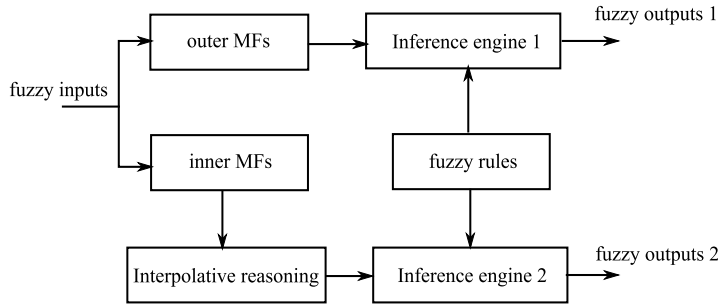 fuzzy outputs 1
outer MFs
Inference engine 1
fuzzy inputs
inner MFs
fuzzy rules
fuzzy outputs 2
Interpolative reasoning
Inference engine 2